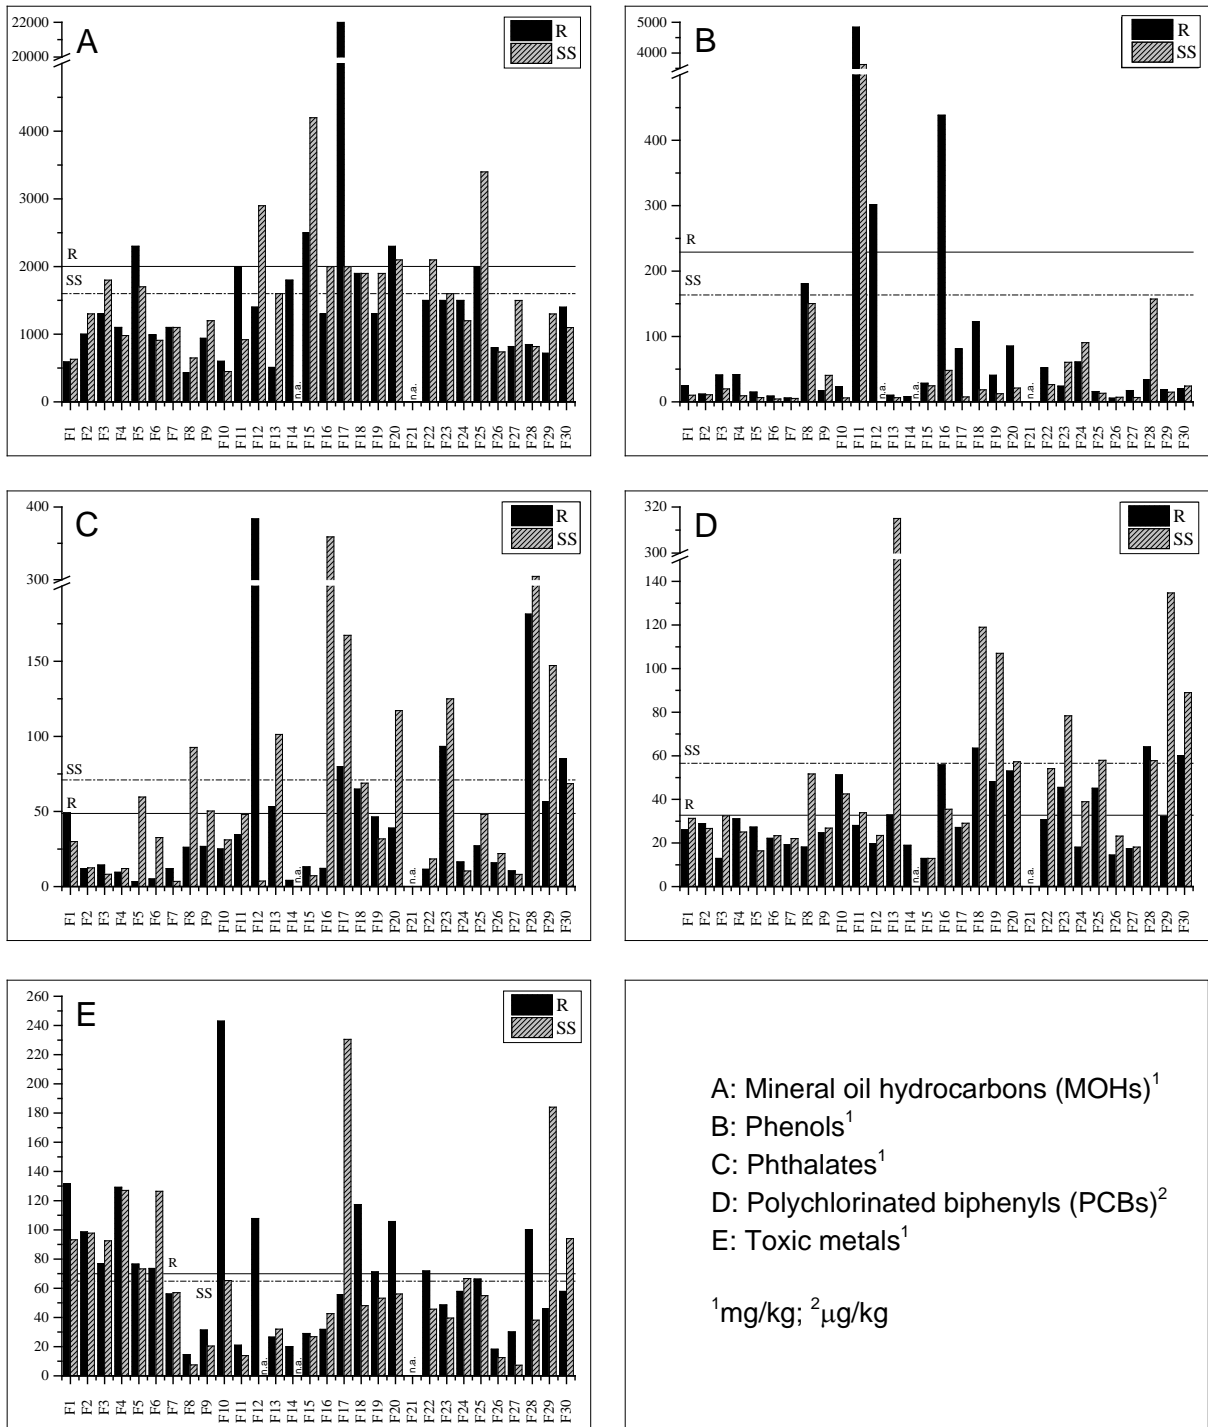 A
R
SS
22000
20000
4000
3000
2000
1000
0
R
SS
n.a.
n.a.
F1 F2 F3 F4 F5 F6 F7 F8 F9 F10 F11 F12 F13 F14 F15 F16 F17 F18 F19 F20 F21 F22 F23 F24 F25 F26 F27 F28 F29 F30
B
R
SS
5000
4000
400
300
200
100
0
R
SS
n.a.
n.a.
n.a.
F1 F2 F3 F4 F5 F6 F7 F8 F9 F10 F11 F12 F13 F14 F15 F16 F17 F18 F19 F20 F21 F22 F23 F24 F25 F26 F27 F28 F29 F30
C
R
SS
400
300
150
100
50
0
SS
R
n.a.
n.a.
F1 F2 F3 F4 F5 F6 F7 F8 F9 F10 F11 F12 F13 F14 F15 F16 F17 F18 F19 F20 F21 F22 F23 F24 F25 F26 F27 F28 F29 F30
D
R
SS
320
300
140
120
100
80
60
40
20
0
SS
R
n.a.
n.a.
F1 F2 F3 F4 F5 F6 F7 F8 F9 F10 F11 F12 F13 F14 F15 F16 F17 F18 F19 F20 F21 F22 F23 F24 F25 F26 F27 F28 F29 F30
E
R
SS
260
240
220
200
180
160
140
120
100
80
60
40
20
0
R
SS
n.a.
n.a.
n.a.
F1 F2 F3 F4 F5 F6 F7 F8 F9 F10 F11 F12 F13 F14 F15 F16 F17 F18 F19 F20 F21 F22 F23 F24 F25 F26 F27 F28 F29 F30
A: Mineral oil hydrocarbons (MOHs)¹
B: Phenols¹
C: Phthalates¹
D: Polychlorinated biphenyls (PCBs)²
E: Toxic metals¹
¹mg/kg; ²μg/kg